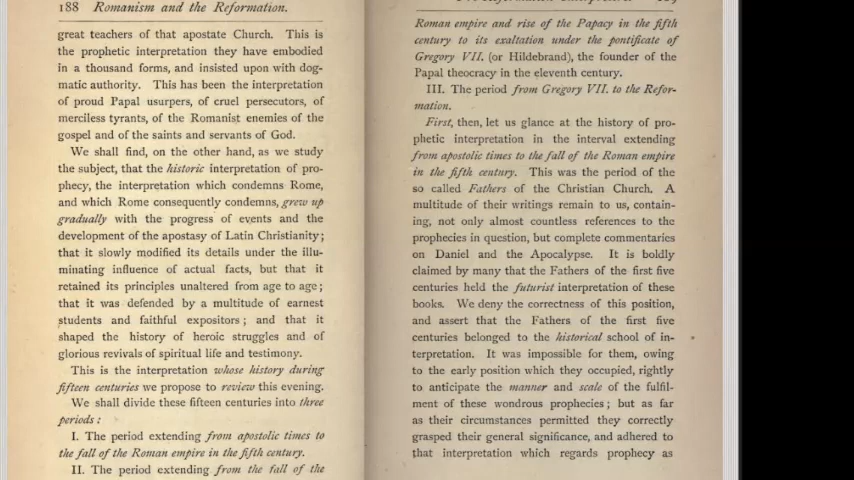 188 Romanism and the Reformation.
great teachers of that apostate Church. This is
the prophetic interpretation they have embodied
in a thousand forms, and insisted upon with dog-
matic authority. This has been the interpretation
of proud Papal usurpers, of cruel persecutors, of
merciless tyrants, of the Romanist enemies of the
gospel and of the saints and servants of God.
We shall find, on the other hand, as we study
the subject, that the historic interpretation of pro-
phecy, the interpretation which condemns Rome,
and which Rome consequently condemns, grew up
gradually with the progress of events and the
development of the apostasy of Latin Christianity;
that it slowly modified its details under the illu-
minating influence of actual facts, but that it
retained its principles unaltered from age to age;
that it was defended by a multitude of earnest
students and faithful expositors; and that it
shaped the history of heroic struggles and of
glorious revivals of spiritual life and testimony.
This is the interpretation whose history during
fifteen centuries we propose to review this evening.
We shall divide these fifteen centuries into three
periods:
I. The period extending from apostolic times to
the fall of the Roman empire in the fifth century.
II. The period extending from the fall of the
Roman empire and rise of the Papacy in the fifth
century to its exaltation under the pontificate of
Gregory VII. (or Hildebrand), the founder of the
Papal theocracy in the eleventh century.
III. The period from Gregory VII. to the Refor-
mation.
First, then, let us glance at the history of pro-
phetic interpretation in the interval extending
from apostolic times to the fall of the Roman empire
in the fifth century. This was the period of the
so called Fathers of the Christian Church. A
multitude of their writings remain to us, contain-
ing, not only almost countless references to the
prophecies in question, but complete commentaries
on Daniel and the Apocalypse. It is boldly
claimed by many that the Fathers of the first five
centuries held the futurist interpretation of these
books. We deny the correctness of this position,
and assert that the Fathers of the first five
centuries belonged to the historical school of in-
terpretation. It was impossible for them, owing
to the early position which they occupied, rightly
to anticipate the manner and scale of the fulfil-
ment of these wondrous prophecies; but as far
as their circumstances permitted they correctly
grasped their general significance, and adhered to
that interpretation which regards prophecy as